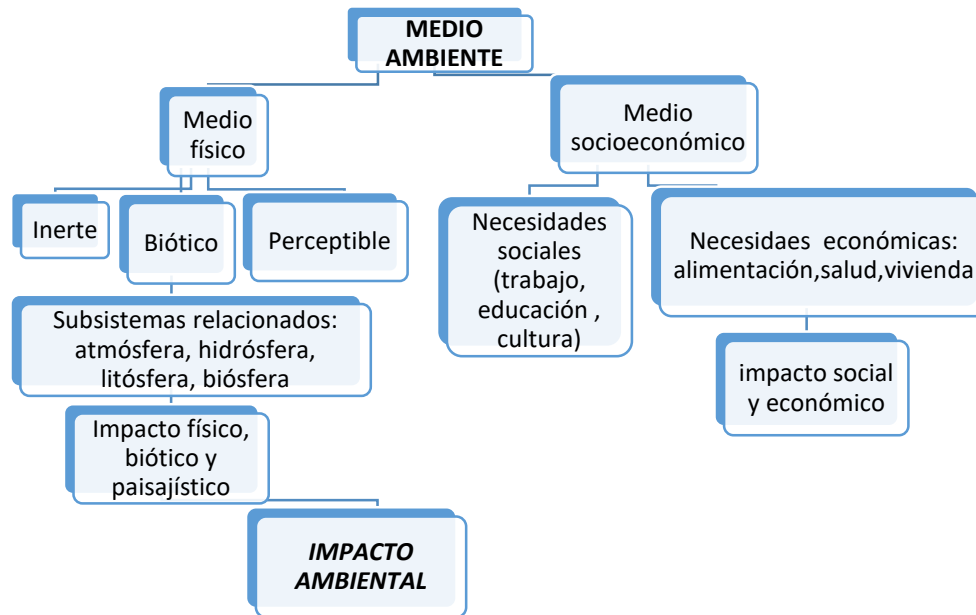 MEDIO
AMBIENTE
Medio
físico
Medio
socioeconómico
Inerte
Biótico
Perceptible
Necesidades
sociales
(trabajo,
educación ,
cultura)
Necesidaes económicas:
alimentación,salud,vivienda
Subsistemas relacionados:
atmósfera, hidrósfera,
litósfera, biósfera
impacto social
y económico
Impacto físico,
biótico y
paisajístico
IMPACTO
AMBIENTAL